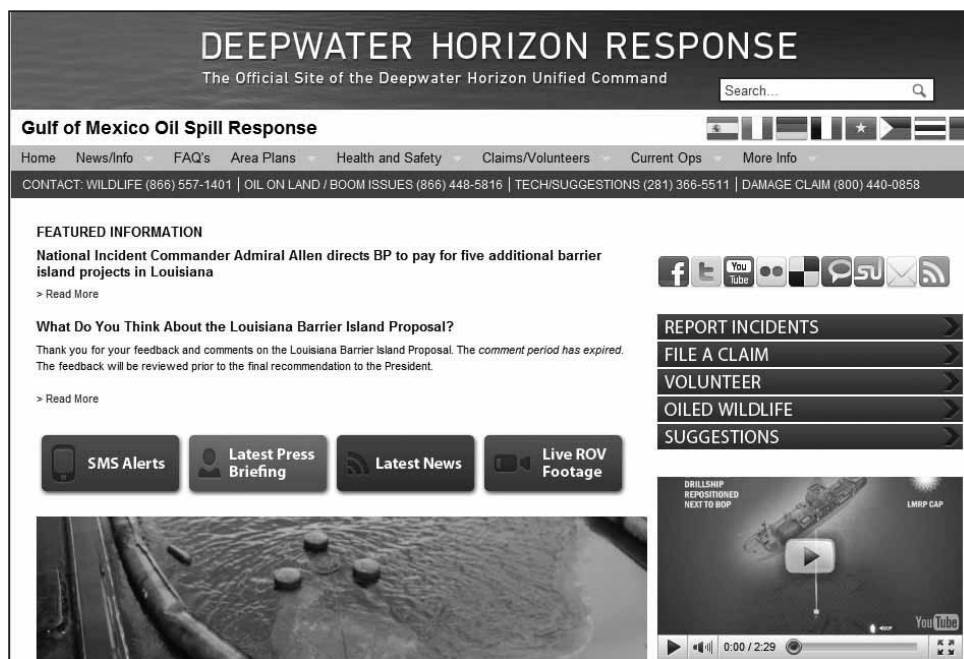 DEEPWATER HORIZON RESPONSE
The Official Site of the Deepwater Horizon Unified Command
Search...
Gulf of Mexico Oil Spill Response
Home News/Info FAQ's Area Plans Health and Safety Claims/Volunteers Current Ops More Info
CONTACT: WILDLIFE (866) 557-1401 | OIL ON LAND / BOOM ISSUES (866) 448-5816 | TECH/SUGGESTIONS (281) 366-5511 | DAMAGE CLAIM (800) 440-0858
FEATURED INFORMATION
National Incident Commander Admiral Allen directs BP to pay for five additional barrier
island projects in Louisiana
> Read More
What Do You Think About the Louisiana Barrier Island Proposal?
Thank you for your feedback and comments on the Louisiana Barrier Island Proposal. The comment period has expired.
The feedback will be reviewed prior to the final recommendation to the President.
> Read More
SMS Alerts
Latest Press
Briefing
Latest News
Live ROV
Footage
You
Tube
REPORT INCIDENTS
FILE A CLAIM
VOLUNTEER
OILED WILDLIFE
SUGGESTIONS
DRILLSHIP
REPOSITIONED
NEXT TO BOP
LMRP CAP
YouTube
0:00 / 2:29